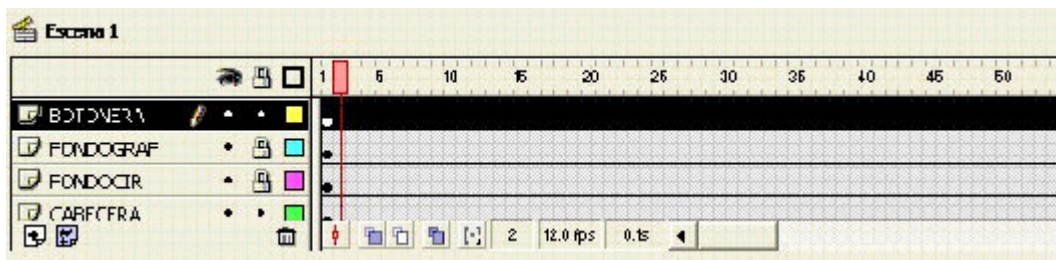 Escena 1
1 5 10 15 20 25 30 35 40 45 50
BOTONERA
FONDOGRAF
FONDOCIR
CABECERA
2 12.0 fps 0.1s